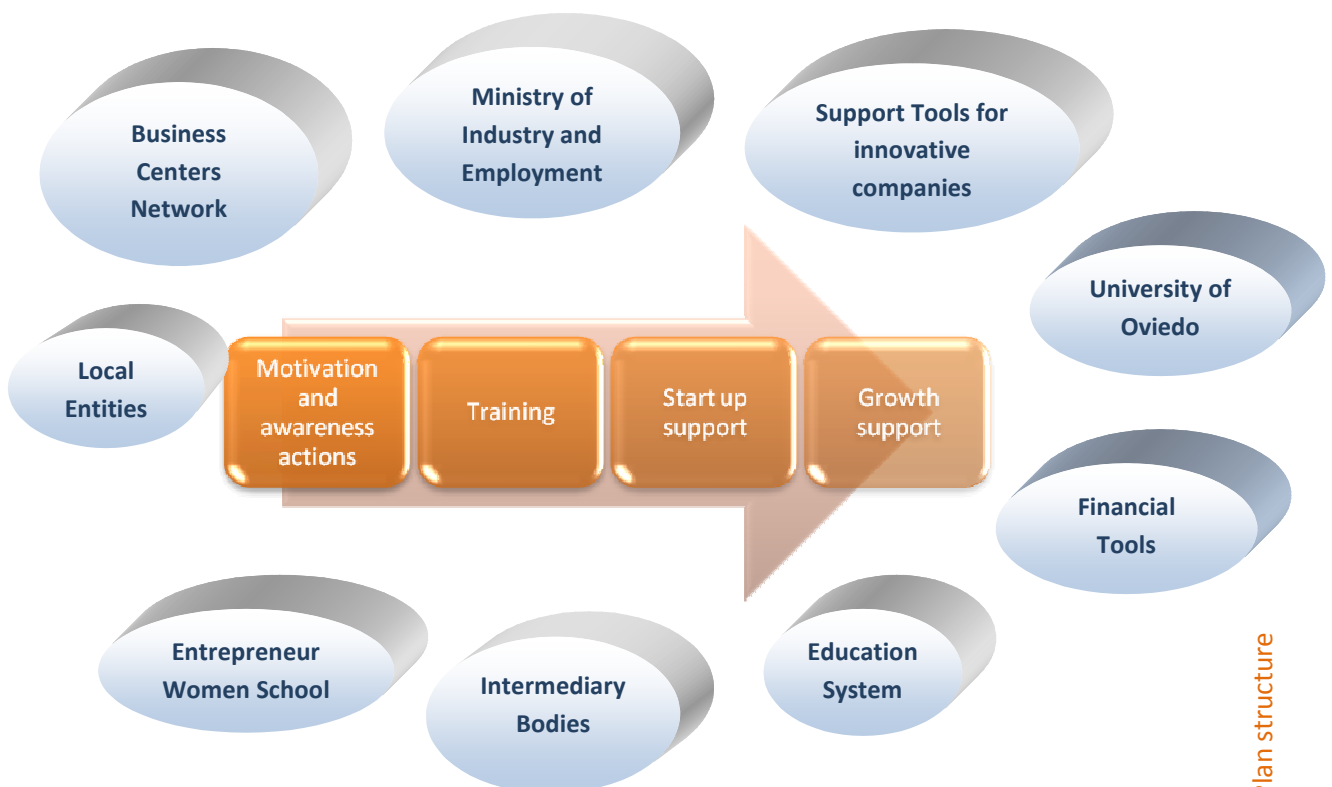 Business
Centers
Network
Ministry of
Industry and
Employment
Support Tools for
innovative
companies
University of
Oviedo
Local
Entities
Motivation
and
awareness
actions
Training
Start up
support
Growth
support
Financial
Tools
Entrepreneur
Women School
Intermediary
Bodies
Education
System
structure